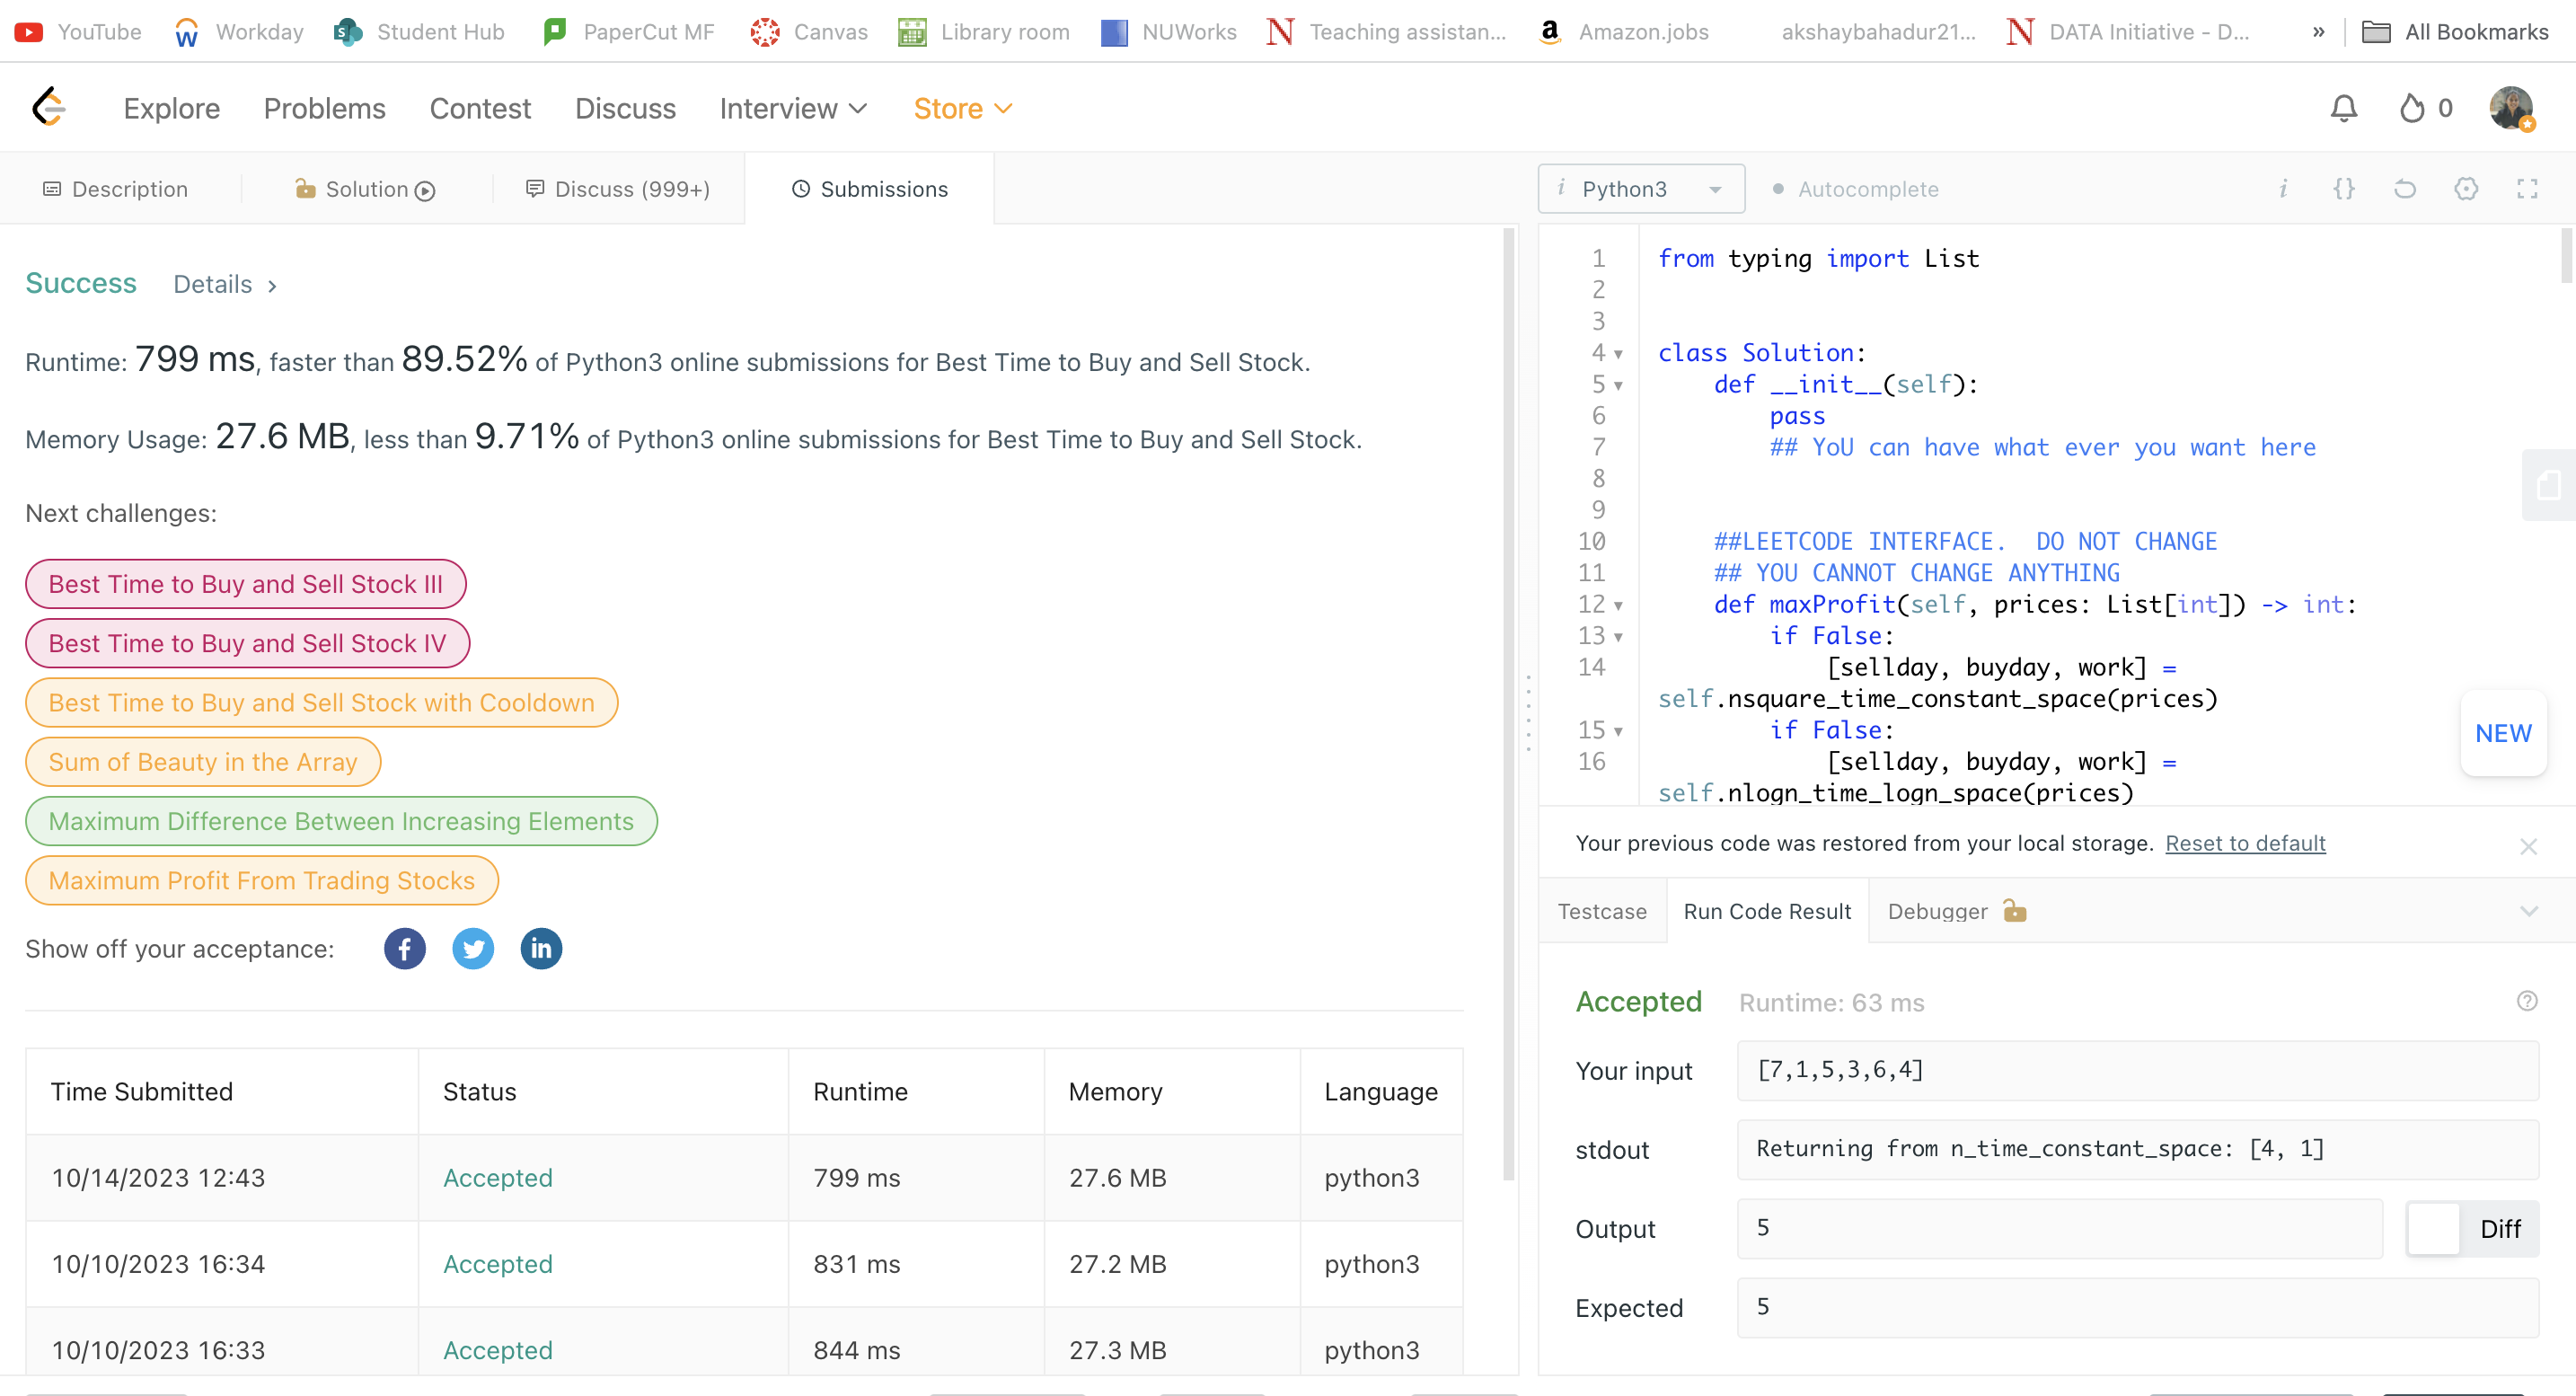 YouTube Workday Student Hub PaperCut MF Canvas Library room NUWorks Teaching assistan... Amazon.jobs akshaybahadur21... DATA Initiative - D... » All Bookmarks
Explore Problems Contest Discuss Interview Store 0
Description Solution Discuss (999+) Submissions
Success Details ›
Runtime: 799 ms, faster than 89.52% of Python3 online submissions for Best Time to Buy and Sell Stock.
Memory Usage: 27.6 MB, less than 9.71% of Python3 online submissions for Best Time to Buy and Sell Stock.
Next challenges:
Best Time to Buy and Sell Stock III
Best Time to Buy and Sell Stock IV
Best Time to Buy and Sell Stock with Cooldown
Sum of Beauty in the Array
Maximum Difference Between Increasing Elements
Maximum Profit From Trading Stocks
Show off your acceptance:
Time Submitted Status Runtime Memory Language
10/14/2023 12:43 Accepted 799 ms 27.6 MB python3
10/10/2023 16:34 Accepted 831 ms 27.2 MB python3
10/10/2023 16:33 Accepted 844 ms 27.3 MB python3
i Python3 Autocomplete i {}
1 from typing import List
2
3
4 class Solution:
5 def __init__(self):
6 pass
7 ## YoU can have what ever you want here
8
9
10 ##LEETCODE INTERFACE.  DO NOT CHANGE
11 ## YOU CANNOT CHANGE ANYTHING
12 def maxProfit(self, prices: List[int]) -> int:
13 if False:
14 [sellday, buyday, work] =
self.nsquare_time_constant_space(prices)
15 if False:
16 [sellday, buyday, work] =
self.nlogn_time_logn_space(prices)
NEW
Your previous code was restored from your local storage. Reset to default
Testcase Run Code Result Debugger
Accepted Runtime: 63 ms
Your input [7,1,5,3,6,4]
stdout Returning from n_time_constant_space: [4, 1]
Output 5 Diff
Expected 5